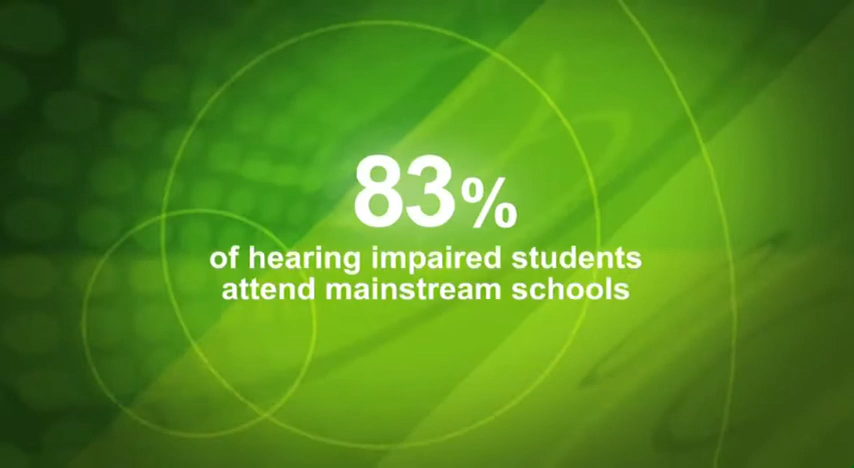 83%
of hearing impaired students
attend mainstream schools